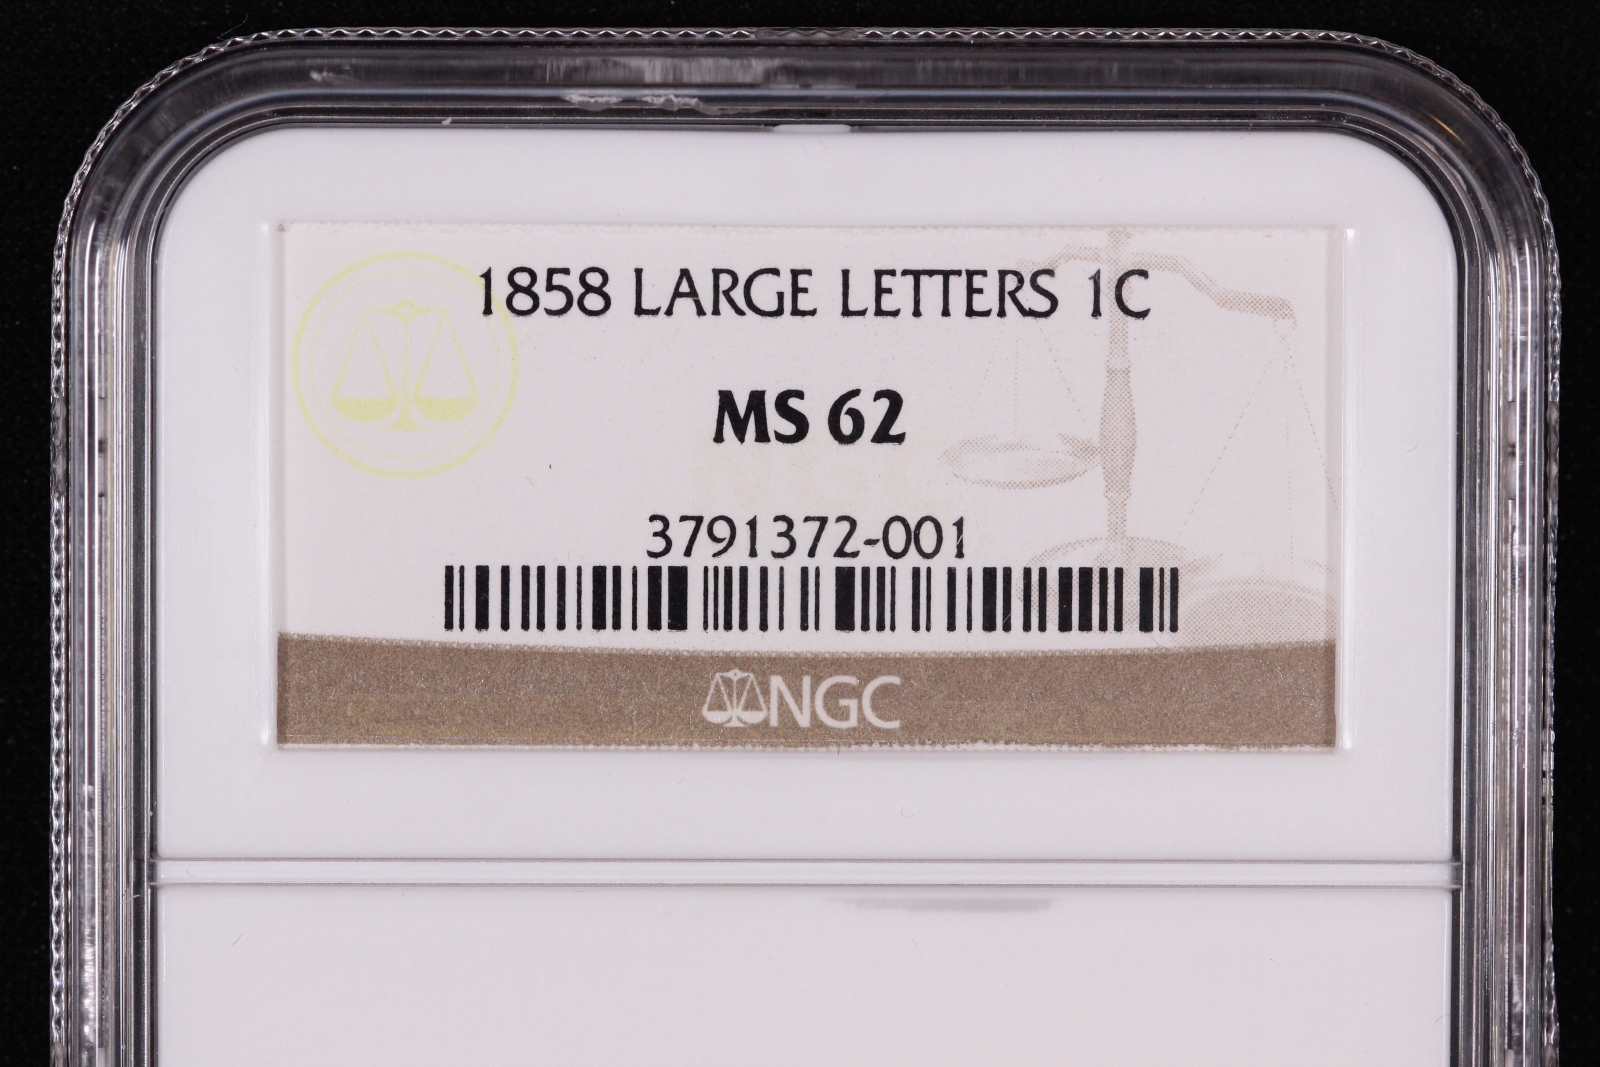 1858 LARGE LETTERS 1C
MS 62
3791372-001
NGC